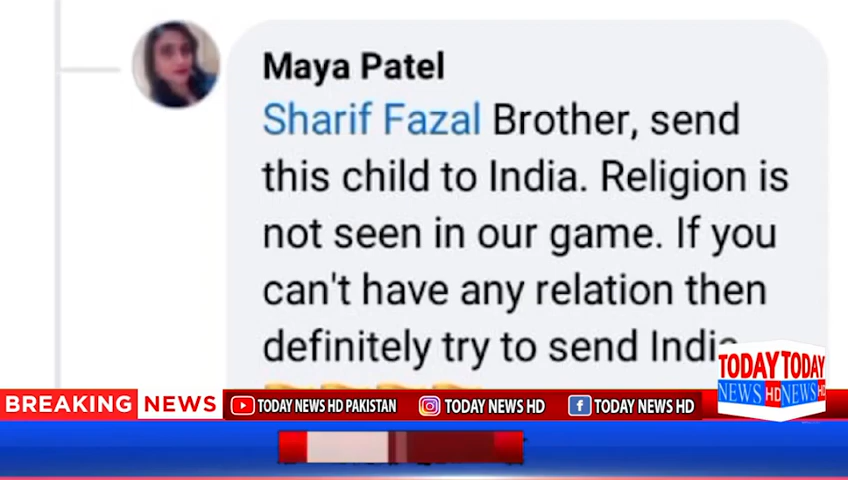 Maya Patel
Sharif Fazal Brother, send
this child to India. Religion is
not seen in our game. If you
can't have any relation then
definitely try to send India
TODAY TODAY
NEWS HD NEWS HD
BREAKING NEWS TODAY NEWS HD PAKISTAN TODAY NEWS HD TODAY NEWS HD